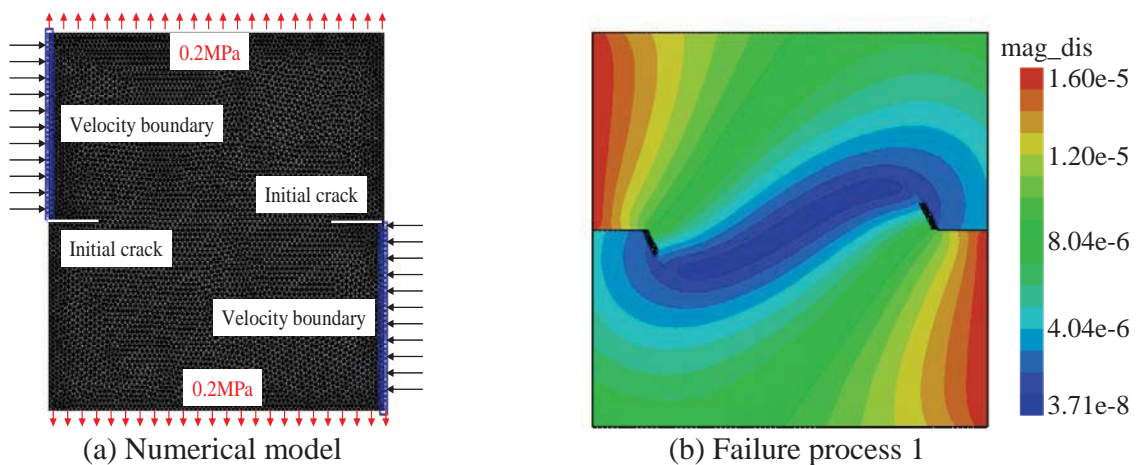 0.2MPa
Velocity boundary
Initial crack
Initial crack
Velocity boundary
0.2MPa
(a) Numerical model
mag_dis
1.60e-5
1.20e-5
8.04e-6
4.04e-6
3.71e-8
(b) Failure process 1